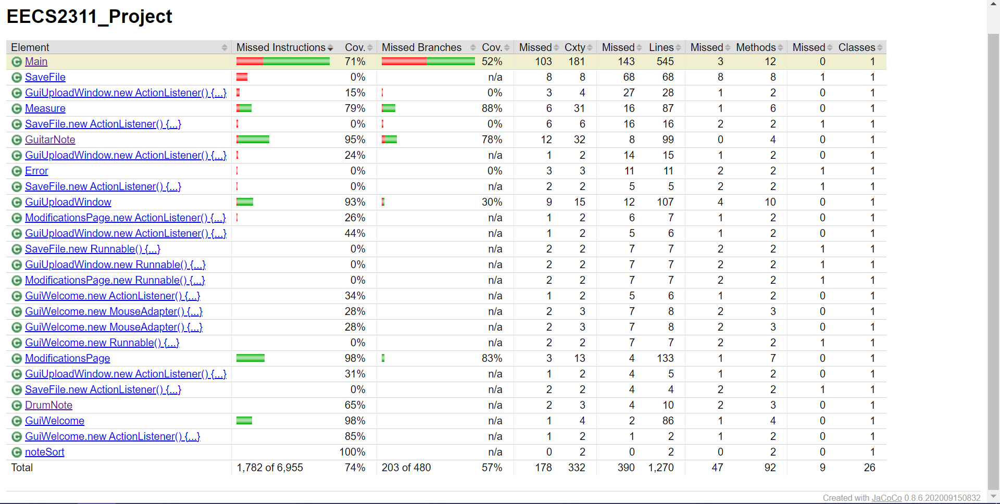 EECS2311_Project
Element Missed Instructions Cov. Missed Branches Cov. Missed Cxty Missed Lines Missed Methods Missed Classes
Main 71% 52% 103 181 143 545 3 12 0 1
SaveFile 0% n/a 8 8 68 68 8 8 1 1
GuiUploadWindow.new ActionListener() {...} 15% 0% 3 4 27 28 1 2 0 1
Measure 79% 88% 6 31 16 87 1 6 0 1
SaveFile.new ActionListener() {...} 0% 0% 6 6 16 16 2 2 1 1
GuitarNote 95% 78% 12 32 8 99 0 4 0 1
GuiUploadWindow.new ActionListener() {...} 24% n/a 1 2 14 15 1 2 0 1
Error 0% 0% 3 3 11 11 2 2 1 1
SaveFile.new ActionListener() {...} 0% n/a 2 2 5 5 2 2 1 1
GuiUploadWindow 93% 30% 9 15 12 107 4 10 0 1
ModificationsPage.new ActionListener() {...} 26% n/a 1 2 6 7 1 2 0 1
GuiUploadWindow.new ActionListener() {...} 44% n/a 1 2 5 6 1 2 0 1
SaveFile.new Runnable() {...} 0% n/a 2 2 7 7 2 2 1 1
GuiUploadWindow.new Runnable() {...} 0% n/a 2 2 7 7 2 2 1 1
ModificationsPage.new Runnable() {...} 0% n/a 2 2 7 7 2 2 1 1
GuiWelcome.new ActionListener() {...} 34% n/a 1 2 5 6 1 2 0 1
GuiWelcome.new MouseAdapter() {...} 28% n/a 2 3 7 8 2 3 0 1
GuiWelcome.new MouseAdapter() {...} 28% n/a 2 3 7 8 2 3 0 1
GuiWelcome.new Runnable() {...} 0% n/a 2 2 7 7 2 2 1 1
ModificationsPage 98% 83% 3 13 4 133 1 7 0 1
GuiUploadWindow.new ActionListener() {...} 31% n/a 1 2 4 5 1 2 0 1
SaveFile.new ActionListener() {...} 0% n/a 2 2 4 4 2 2 1 1
DrumNote 65% n/a 2 3 4 10 2 3 0 1
GuiWelcome 98% n/a 1 4 2 86 1 4 0 1
GuiWelcome.new ActionListener() {...} 85% n/a 1 2 1 2 1 2 0 1
noteSort 100% n/a 0 2 0 2 0 2 0 1
Total 1,782 of 6,955 74% 203 of 480 57% 178 332 390 1,270 47 92 9 26
Created with JaCoCo 0.8.6.202009150832